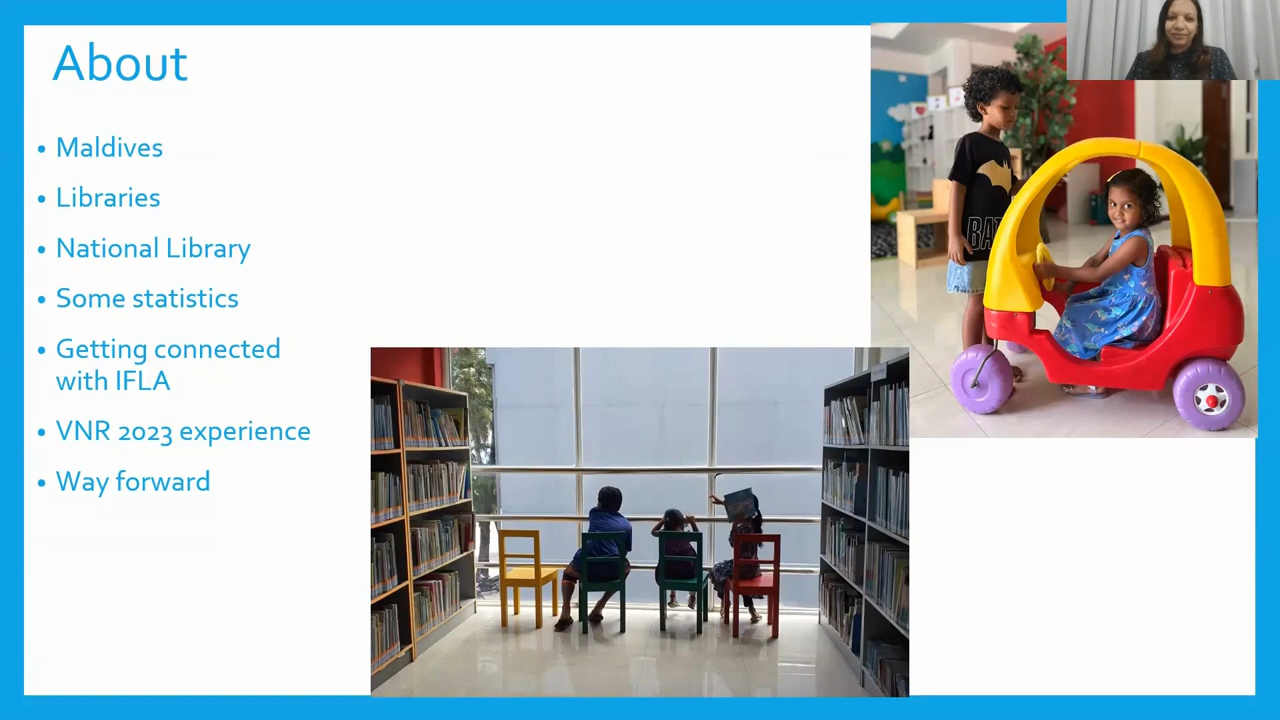 About
• Maldives
• Libraries
• National Library
• Some statistics
• Getting connected
with IFLA
• VNR 2023 experience
• Way forward